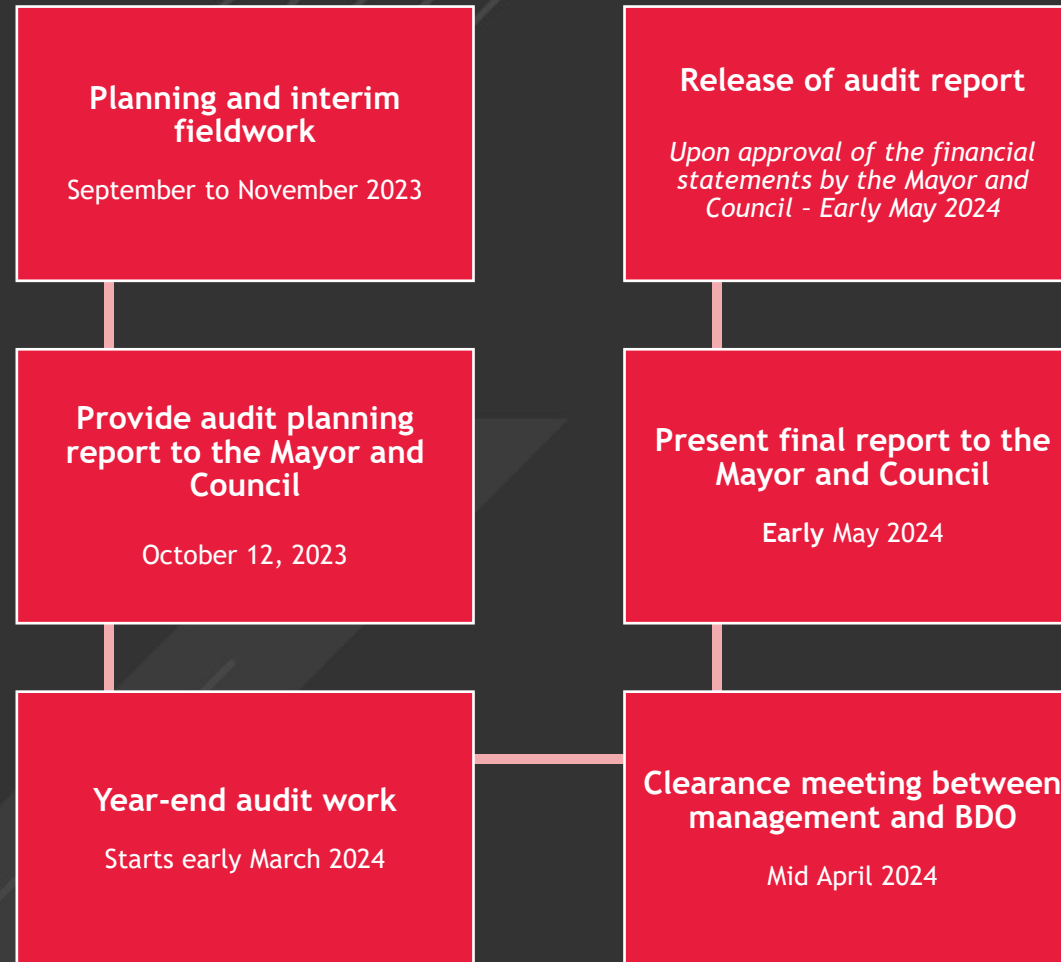 Planning and interim
fieldwork
September to November 2023
Provide audit planning
report to the Mayor and
Council
October 12, 2023
Year-end audit work
Starts early March 2024
Clearance meeting between
management and BDO
Mid April 2024
Present final report to the
Mayor and Council
Early May 2024
Release of audit report
Upon approval of the financial
statements by the Mayor and
Council – Early May 2024